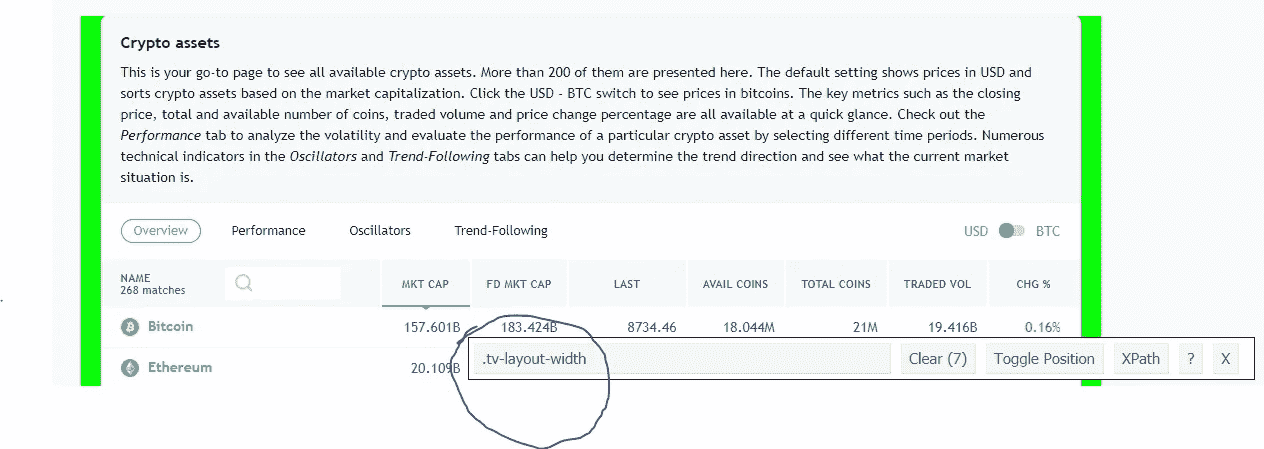 Crypto assets
This is your go-to page to see all available crypto assets. More than 200 of them are presented here. The default setting shows prices in USD and
sorts crypto assets based on the market capitalization. Click the USD - BTC switch to see prices in bitcoins. The key metrics such as the closing
price, total and available number of coins, traded volume and price change percentage are all available at a quick glance. Check out the
Performance tab to analyze the volatility and evaluate the performance of a particular crypto asset by selecting different time periods. Numerous
technical indicators in the Oscillators and Trend-Following tabs can help you determine the trend direction and see what the current market
situation is.
Overview Performance Oscillators Trend-Following USD BTC
NAME MKT CAP FD MKT CAP LAST AVAIL COINS TOTAL COINS TRADED VOL CHG %
268 matches
Bitcoin 157.601B 183.424B 8734.46 18.044M 21M 19.416B 0.16%
Ethereum 20.109B
.tv-layout-width Clear (7) Toggle Position XPath ? X